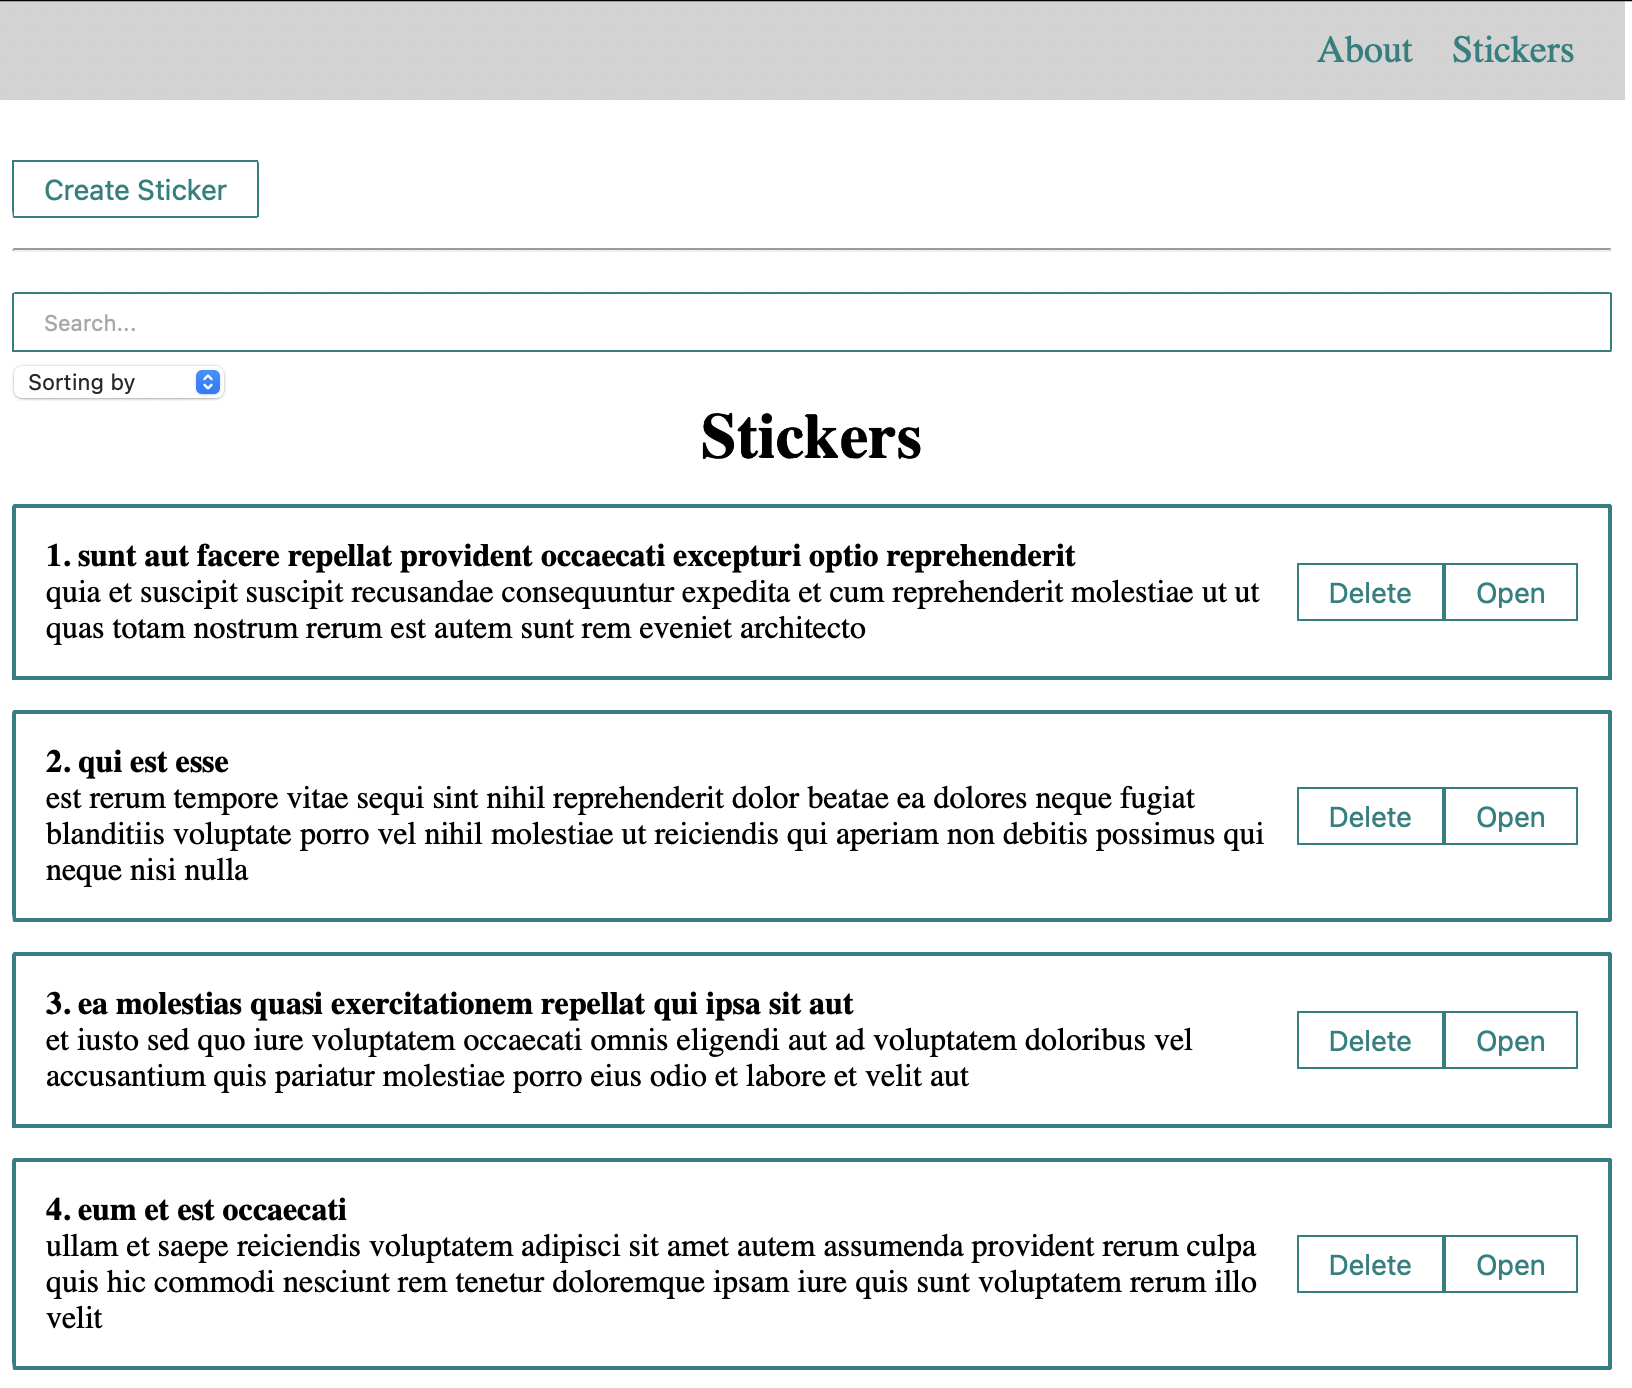 About Stickers
Create Sticker
Search...
Sorting by
Stickers
1. sunt aut facere repellat provident occaecati excepturi optio reprehenderit
quia et suscipit suscipit recusandae consequuntur expedita et cum reprehenderit molestiae ut ut
quas totam nostrum rerum est autem sunt rem eveniet architecto
Delete Open
2. qui est esse
est rerum tempore vitae sequi sint nihil reprehenderit dolor beatae ea dolores neque fugiat
blanditiis voluptate porro vel nihil molestiae ut reiciendis qui aperiam non debitis possimus qui
neque nisi nulla
Delete Open
3. ea molestias quasi exercitationem repellat qui ipsa sit aut
et iusto sed quo iure voluptatem occaecati omnis eligendi aut ad voluptatem doloribus vel
accusantium quis pariatur molestiae porro eius odio et labore et velit aut
Delete Open
4. eum et est occaecati
ullam et saepe reiciendis voluptatem adipisci sit amet autem assumenda provident rerum culpa
quis hic commodi nesciunt rem tenetur doloremque ipsam iure quis sunt voluptatem rerum illo
velit
Delete Open